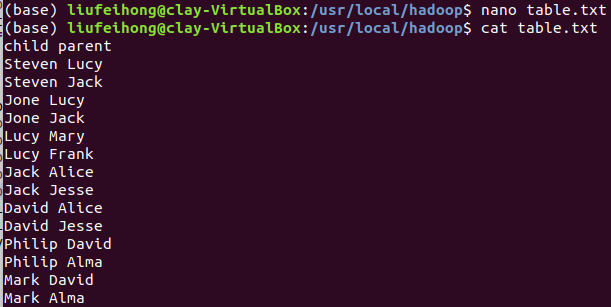 (base) liufeihong@clay-VirtualBox:/usr/local/hadoop$ nano table.txt
(base) liufeihong@clay-VirtualBox:/usr/local/hadoop$ cat table.txt
child parent
Steven Lucy
Steven Jack
Jone Lucy
Jone Jack
Lucy Mary
Lucy Frank
Jack Alice
Jack Jesse
David Alice
David Jesse
Philip David
Philip Alma
Mark David
Mark Alma